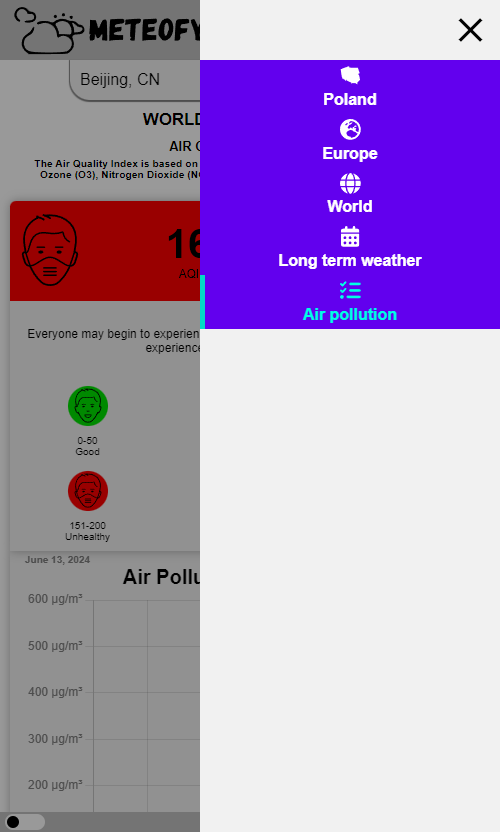 METEOFY
Beijing, CN
Poland
Europe
World
Long term weather
Air pollution
WORLD
AIR
The Air Quality Index is based on
Ozone (O3), Nitrogen Dioxide
16
Everyone may begin to experien
experience
0-50
Good
151-200
Unhealthy
June 13, 2024
Air Pollu
600 µg/m³
500 µg/m³
400 µg/m³
300 µg/m³
200 µg/m³